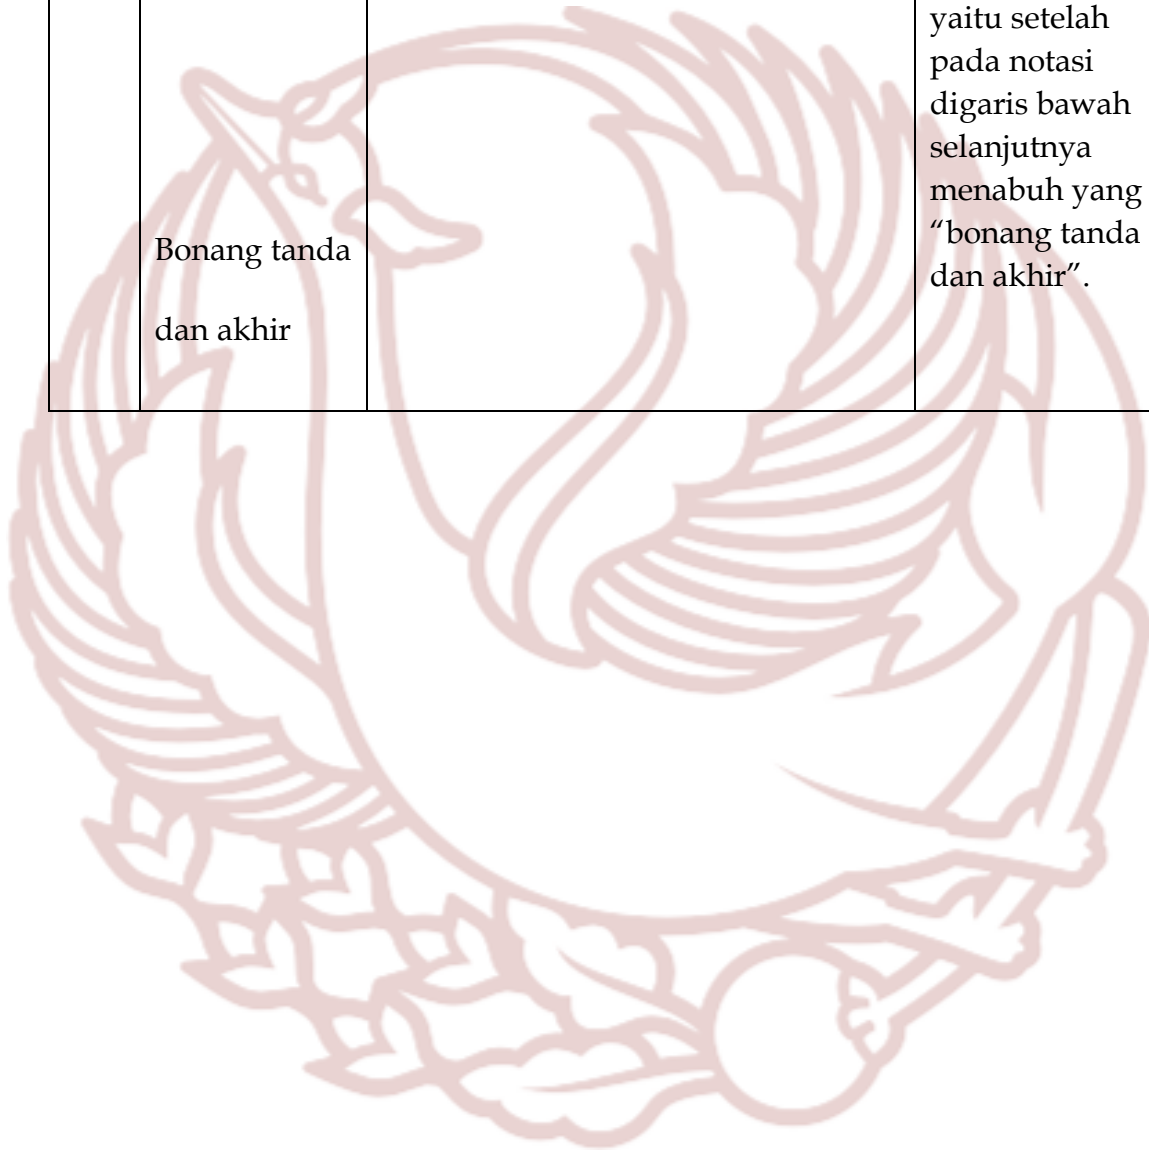 Bonang tanda
dan akhir
yaitu setelah
pada notasi
digaris bawah
selanjutnya
menabuh yang
“bonang tanda
dan akhir”.